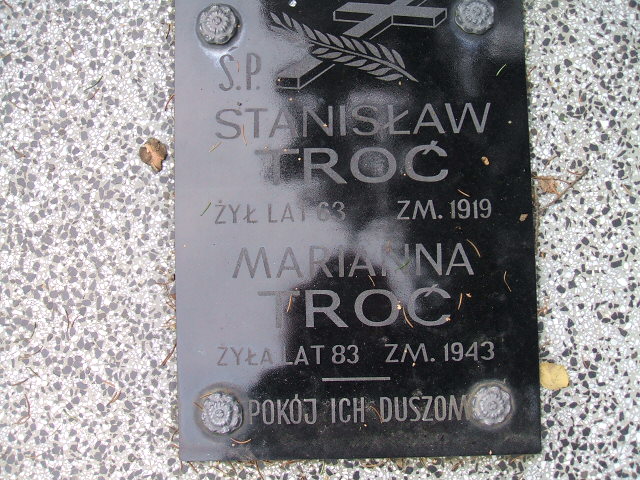 S.P.
STANISŁAW
TROĆ
ŻYŁ LAT 63 ZM. 1919
MARIANNA
TROĆ
ŻYŁA LAT 83 ZM. 1943
POKÓJ ICH DUSZOM